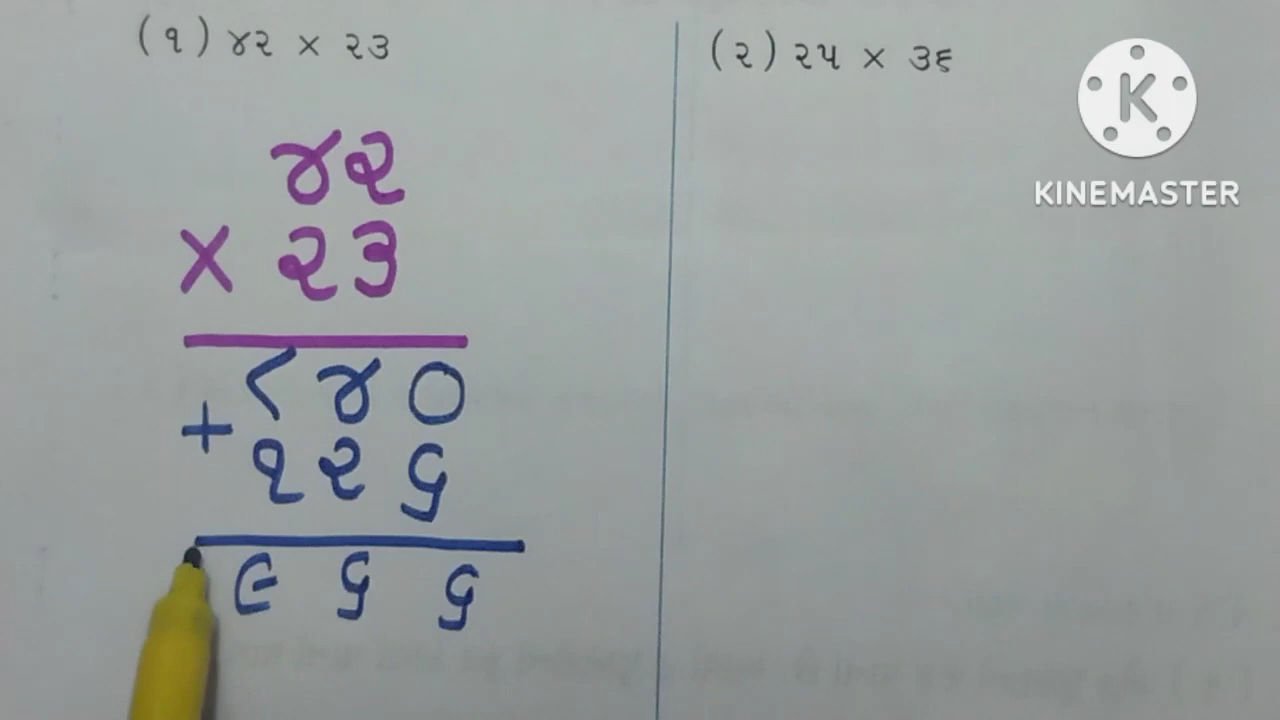 (૧) ૪૨ × ૨૩
૪૨
× ૨૩
૮૪૦
+ ૧૨૬
૯૬૬
(૨) ૨૫ × ૩૬
K
KINEMASTER